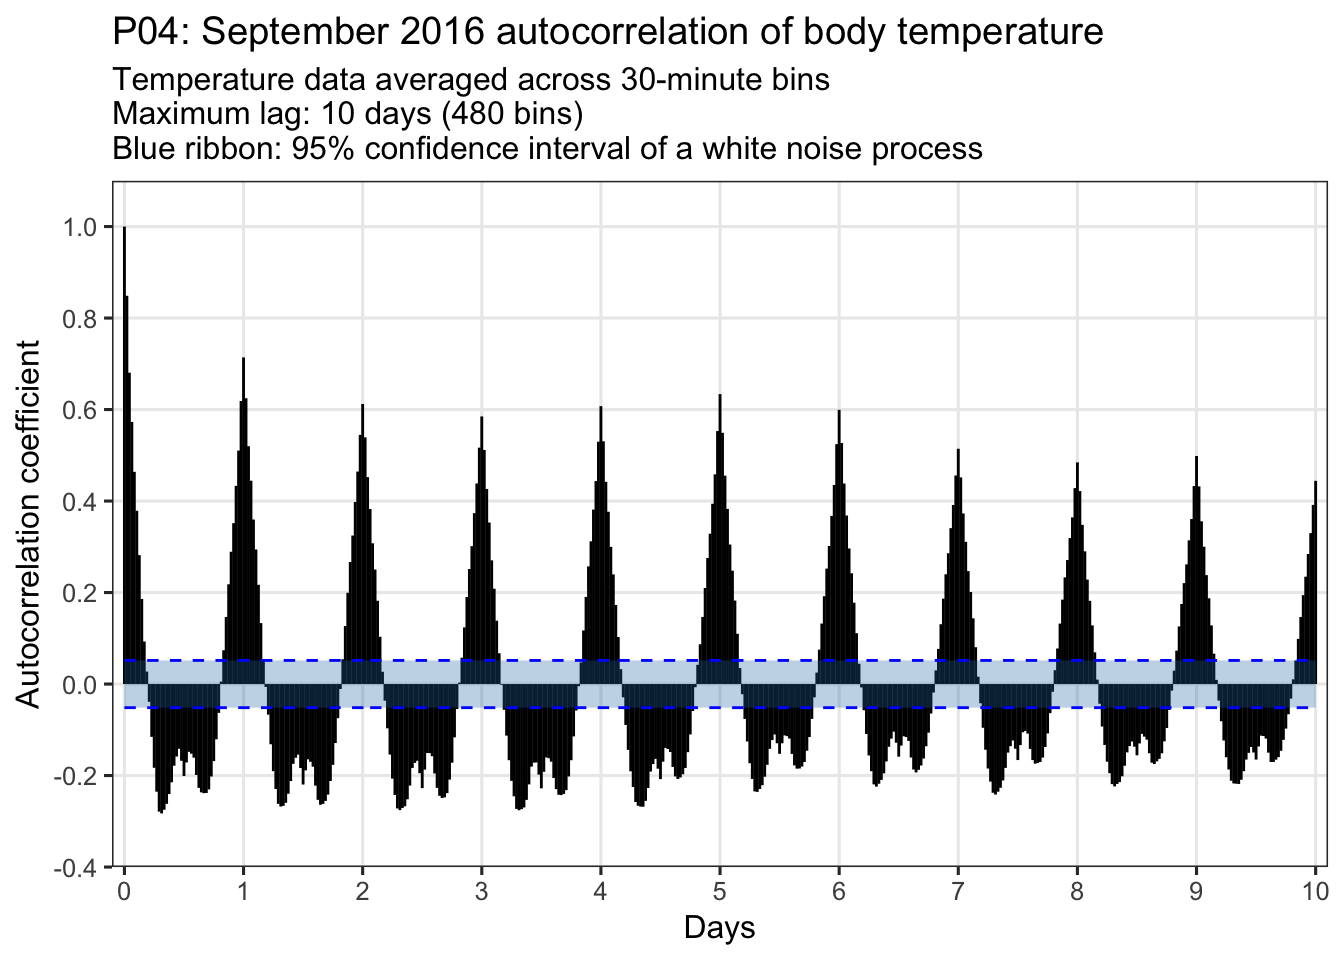 P04: September 2016 autocorrelation of body temperature
Temperature data averaged across 30-minute bins
Maximum lag: 10 days (480 bins)
Blue ribbon: 95% confidence interval of a white noise process
Autocorrelation coefficient
1.0
0.8
0.6
0.4
0.2
0.0
-0.2
-0.4
0 1 2 3 4 5 6 7 8 9 10
Days